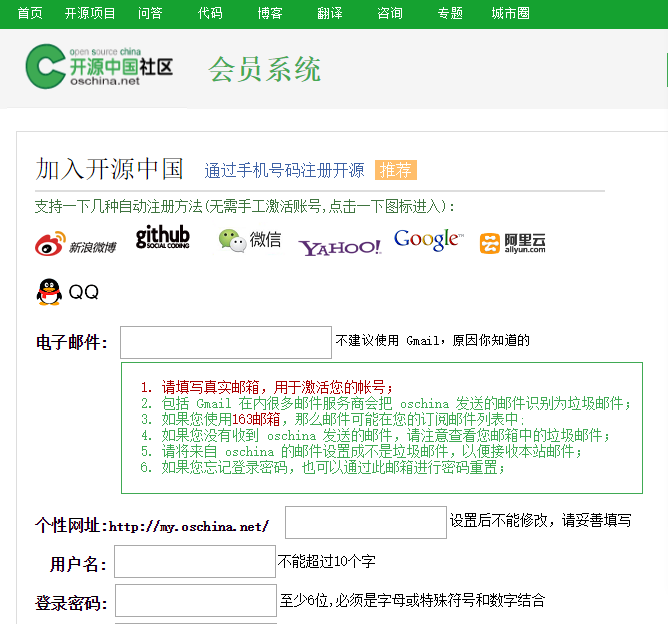 首页 开源项目 问答 代码 博客 翻译 咨询 专题 城市圈
open source china
开源中国社区
oschina.net
会员系统
加入开源中国 通过手机号码注册开源 推荐
支持一下几种自动注册方法(无需手工激活账号,点击一下图标进入):
新浪微博 github SOCIAL CODING 微信 YAHOO! Google™ 阿里云 aliyun.com
QQ
电子邮件: 不建议使用 Gmail，原因你知道的
1. 请填写真实邮箱，用于激活您的帐号;
2. 包括 Gmail 在内很多邮件服务商会把 oschina 发送的邮件识别为垃圾邮件;
3. 如果您使用163邮箱，那么邮件可能在您的订阅邮件列表中;
4. 如果您没有收到 oschina 发送的邮件，请注意查看您邮箱中的垃圾邮件;
5. 请将来自 oschina 的邮件设置成不是垃圾邮件，以便接收本站邮件;
6. 如果您忘记登录密码，也可以通过此邮箱进行密码重置;
个性网址:http://my.oschina.net/ 设置后不能修改，请妥善填写
用户名: 不能超过10个字
登录密码: 至少6位,必须是字母或特殊符号和数字结合